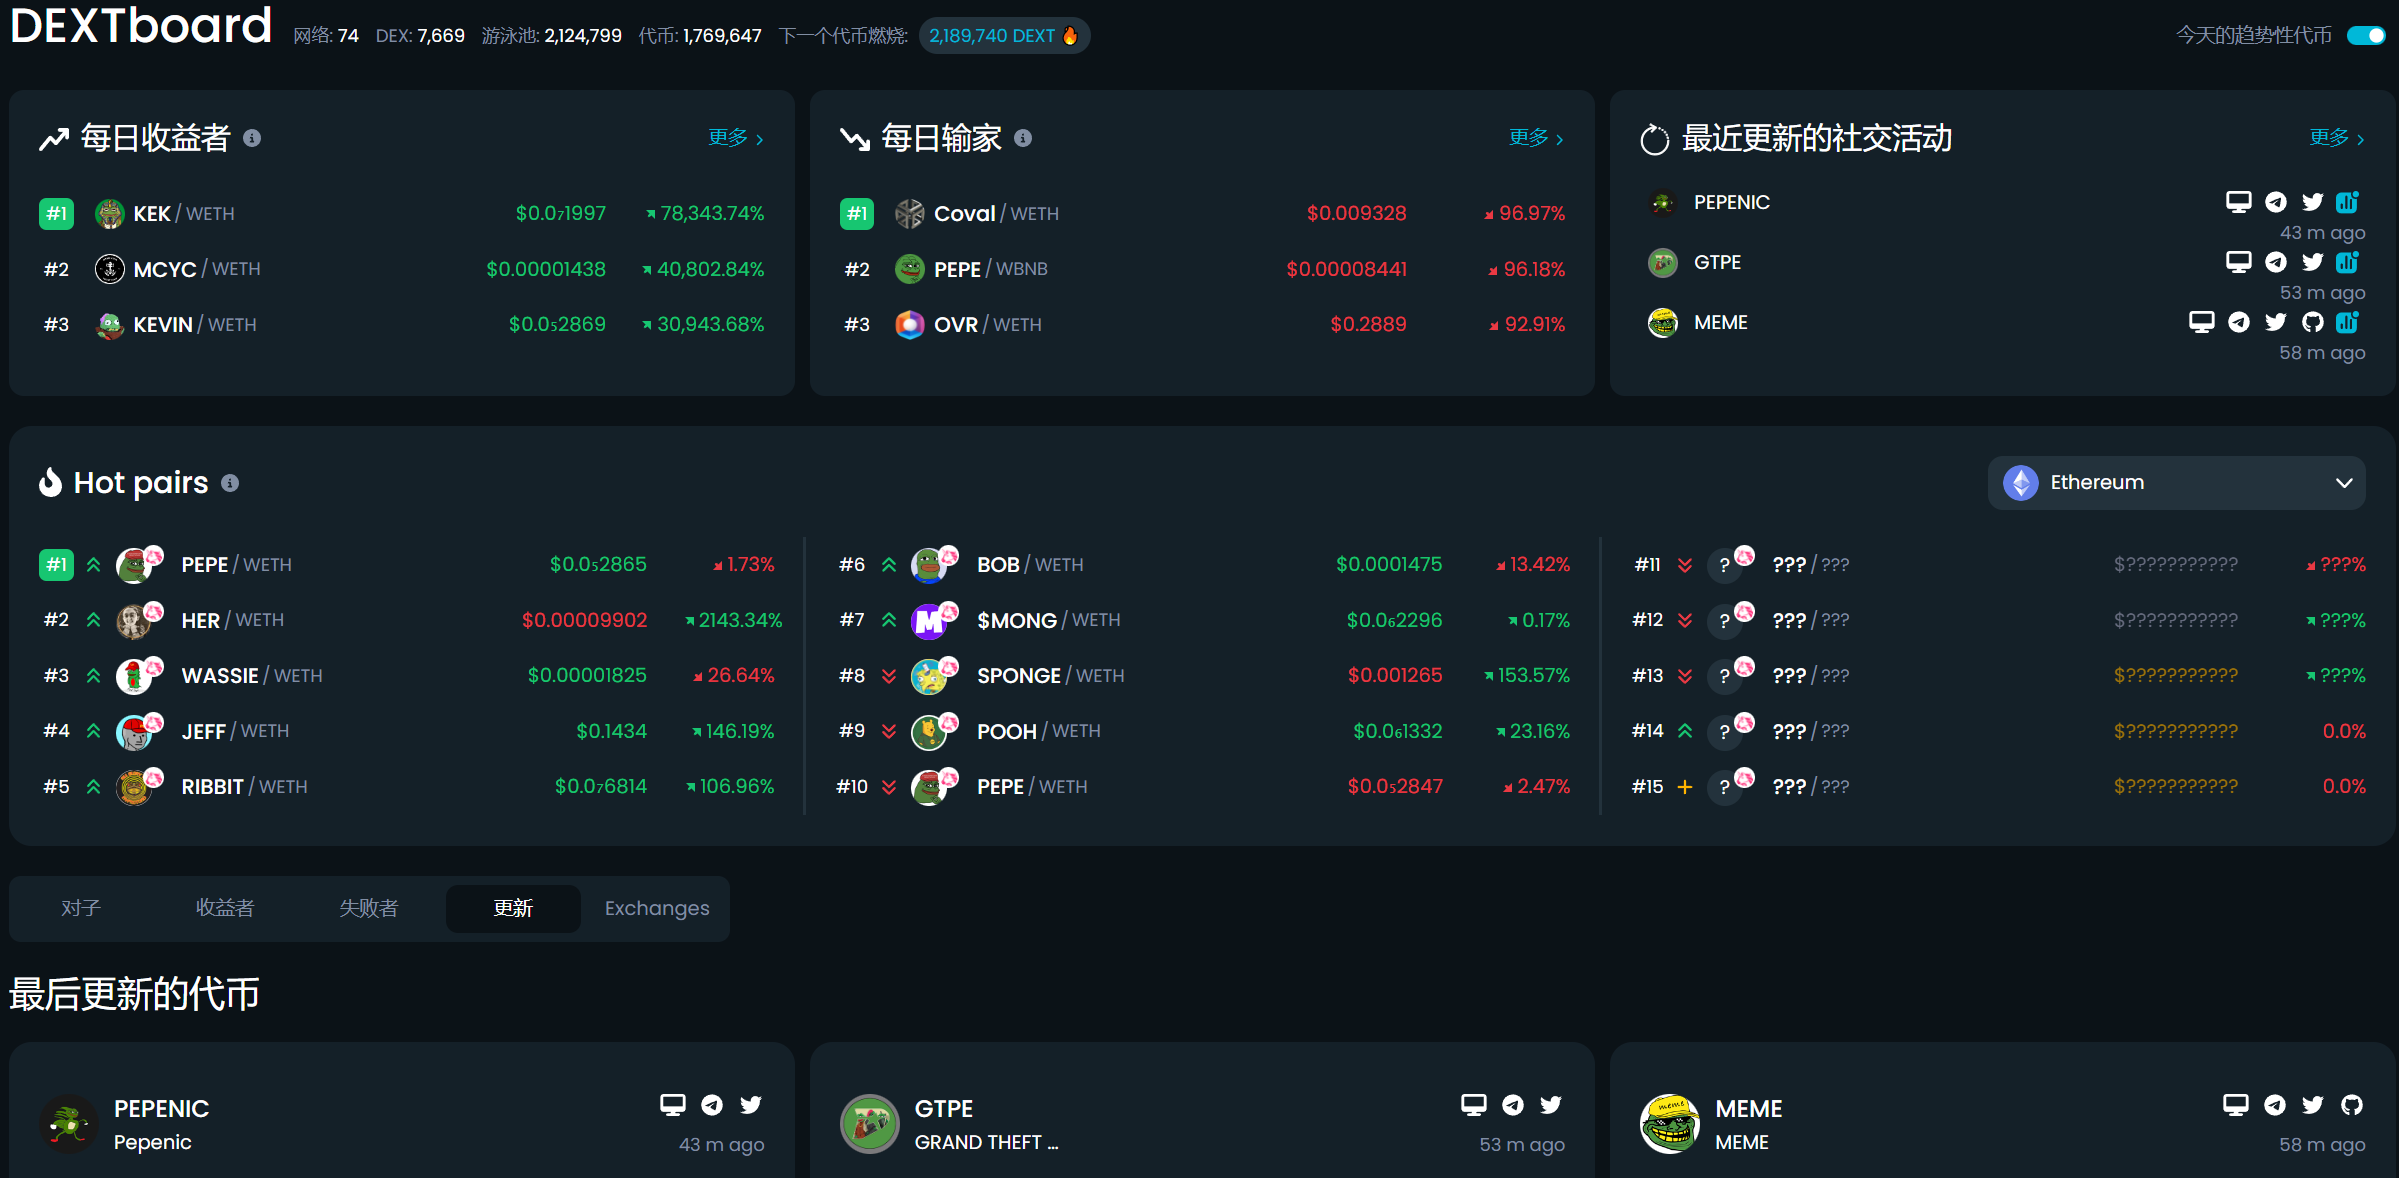 DEXTboard 网络: 74 DEX: 7,669 游泳池: 2,124,799 代币: 1,769,647 下一个代币燃烧: 2,189,740 DEXT 今天的趋势性代币
每日收益者 更多
#1 KEK / WETH $0.0₇1997 78,343.74%
#2 MCYC / WETH $0.00001438 40,802.84%
#3 KEVIN / WETH $0.0₅2869 30,943.68%
每日输家 更多
#1 Coval / WETH $0.009328 96.97%
#2 PEPE / WBNB $0.00008441 96.18%
#3 OVR / WETH $0.2889 92.91%
最近更新的社交活动 更多
PEPENIC
43 m ago
GTPE
53 m ago
MEME
58 m ago
Hot pairs Ethereum
#1 PEPE / WETH $0.0₅2865 1.73%
#2 HER / WETH $0.00009902 2143.34%
#3 WASSIE / WETH $0.00001825 26.64%
#4 JEFF / WETH $0.1434 146.19%
#5 RIBBIT / WETH $0.0₇6814 106.96%
#6 BOB / WETH $0.0001475 13.42%
#7 $MONG / WETH $0.0₆2296 0.17%
#8 SPONGE / WETH $0.001265 153.57%
#9 POOH / WETH $0.0₆1332 23.16%
#10 PEPE / WETH $0.0₅2847 2.47%
#11 ? ??? / ??? $??????????? ???%
#12 ? ??? / ??? $??????????? ???%
#13 ? ??? / ??? $??????????? ???%
#14 ? ??? / ??? $??????????? 0.0%
#15 ? ??? / ??? $??????????? 0.0%
对子 收益者 失败者 更新 Exchanges
最后更新的代币
PEPENIC
Pepenic 43 m ago
GTPE
GRAND THEFT ... 53 m ago
MEME
MEME 58 m ago